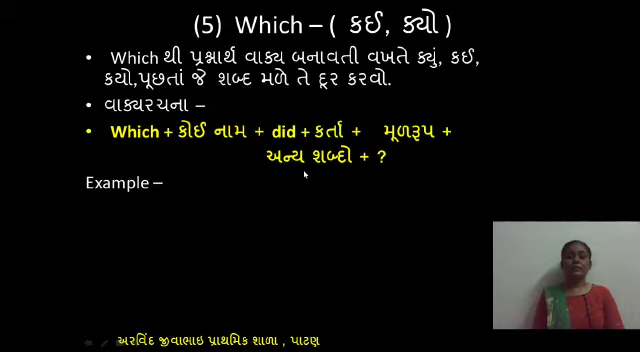 (5) Which – ( કઈ, ક્યો )
• Which થી પ્રશ્નાર્થ વાક્ય બનાવતી વખતે ક્યું, કઈ,
કયો,પૂછતાં જે શબ્દ મળે તે દૂર કરવો.
• વાક્યરચના –
• Which + કોઈ નામ + did + કર્તા + મૂળરૂપ +
અન્ય શબ્દો + ?
Example –
અરવિંદ જીવાભાઇ પ્રાથમિક શાળા , પાટણ